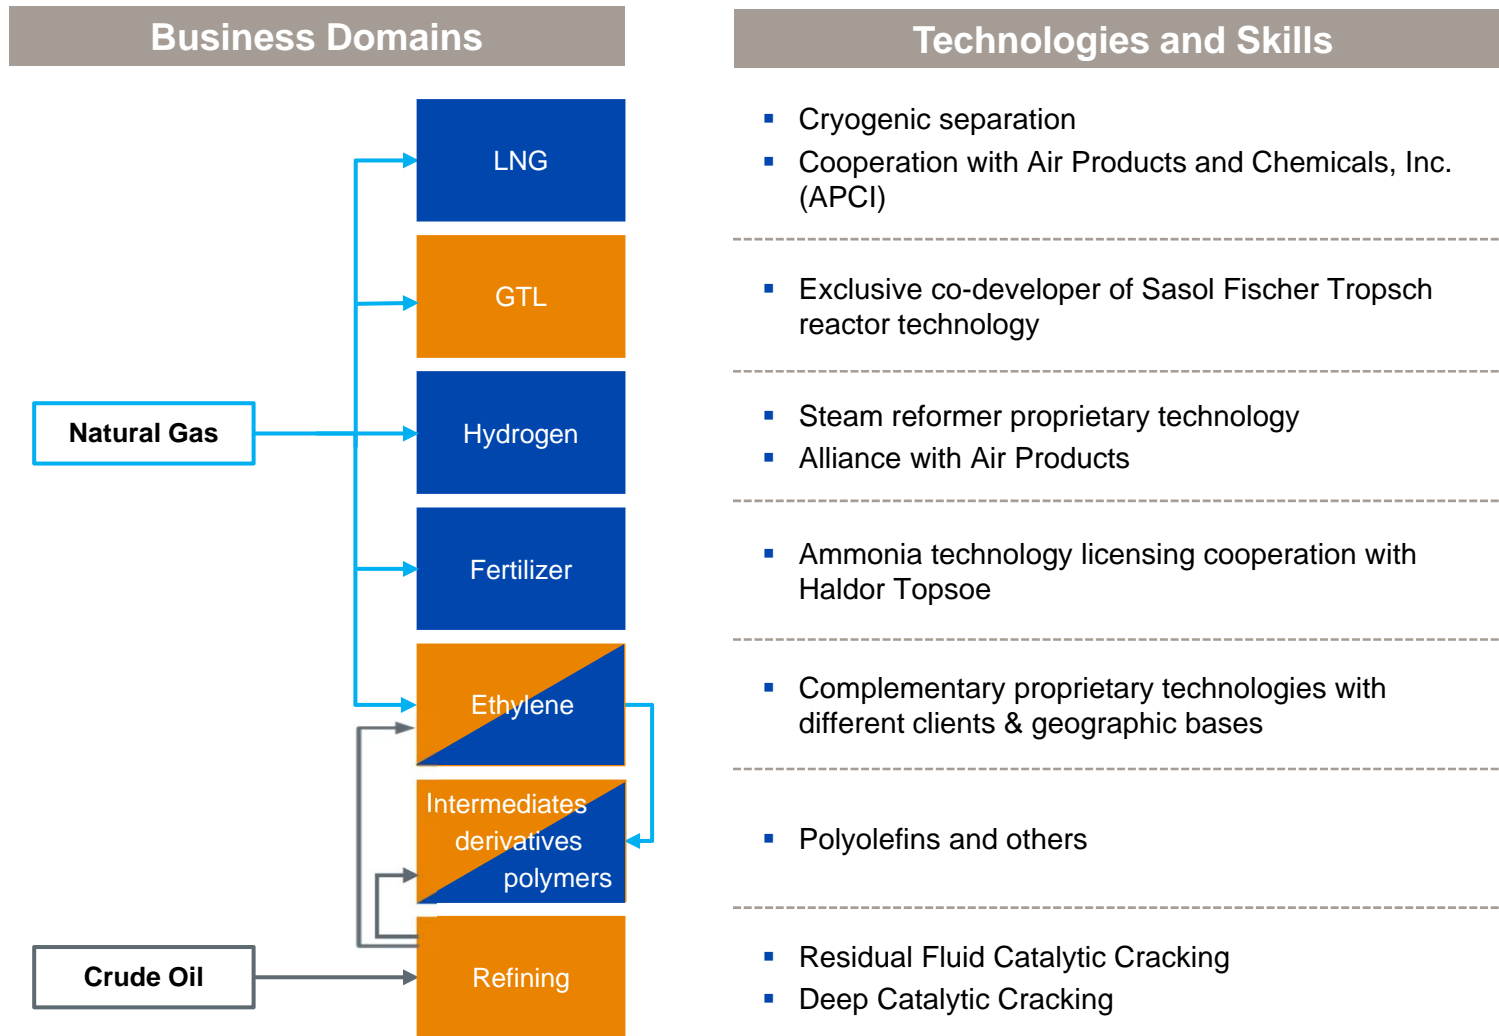 Business Domains
Technologies and Skills
LNG
Cryogenic separation
Cooperation with Air Products and Chemicals, Inc.
(APCI)
GTL
Exclusive co-developer of Sasol Fischer Tropsch
reactor technology
Natural Gas
Hydrogen
Steam reformer proprietary technology
Alliance with Air Products
Fertilizer
Ammonia technology licensing cooperation with
Haldor Topsoe
Ethylene
Complementary proprietary technologies with
different clients & geographic bases
Intermediates
derivatives
polymers
Polyolefins and others
Crude Oil
Refining
Residual Fluid Catalytic Cracking
Deep Catalytic Cracking